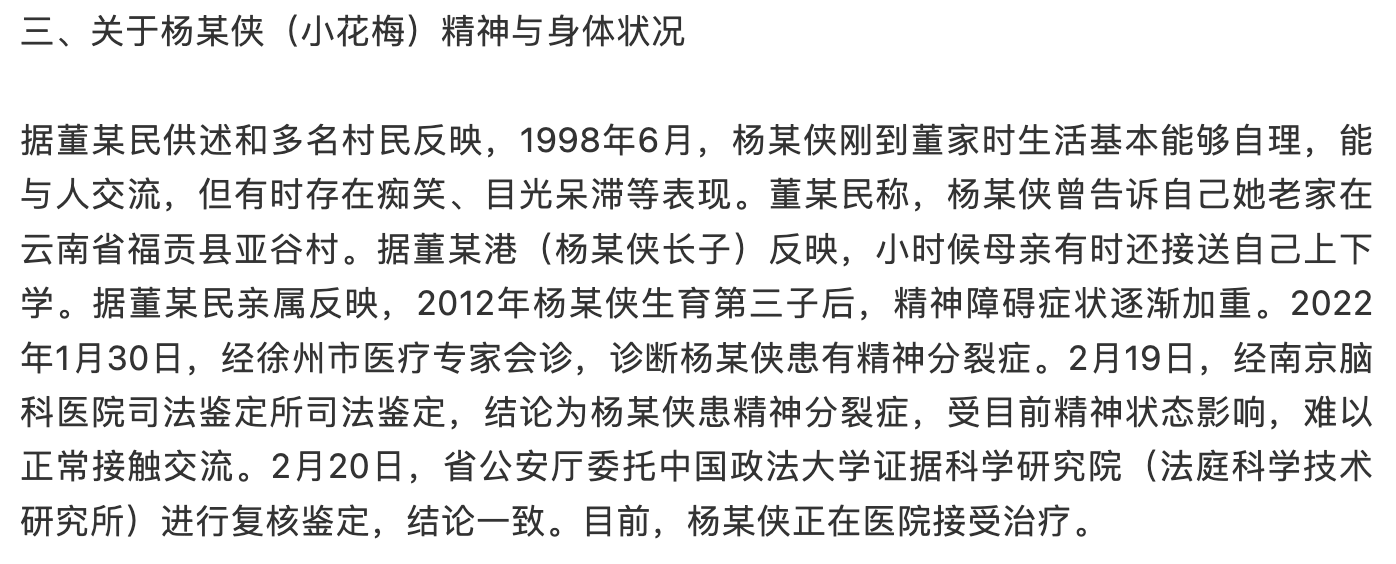 三、关于杨某侠（小花梅）精神与身体状况
据董某民供述和多名村民反映，1998年6月，杨某侠刚到董家时生活基本能够自理，能
与人交流，但有时存在痴笑、目光呆滞等表现。董某民称，杨某侠曾告诉自己她老家在
云南省福贡县亚谷村。据董某港（杨某侠长子）反映，小时候母亲有时还接送自己上下
学。据董某民亲属反映，2012年杨某侠生育第三子后，精神障碍症状逐渐加重。2022
年1月30日，经徐州市医疗专家会诊，诊断杨某侠患有精神分裂症。2月19日，经南京脑
科医院司法鉴定所司法鉴定，结论为杨某侠患精神分裂症，受目前精神状态影响，难以
正常接触交流。2月20日，省公安厅委托中国政法大学证据科学研究院（法庭科学技术
研究所）进行复核鉴定，结论一致。目前，杨某侠正在医院接受治疗。